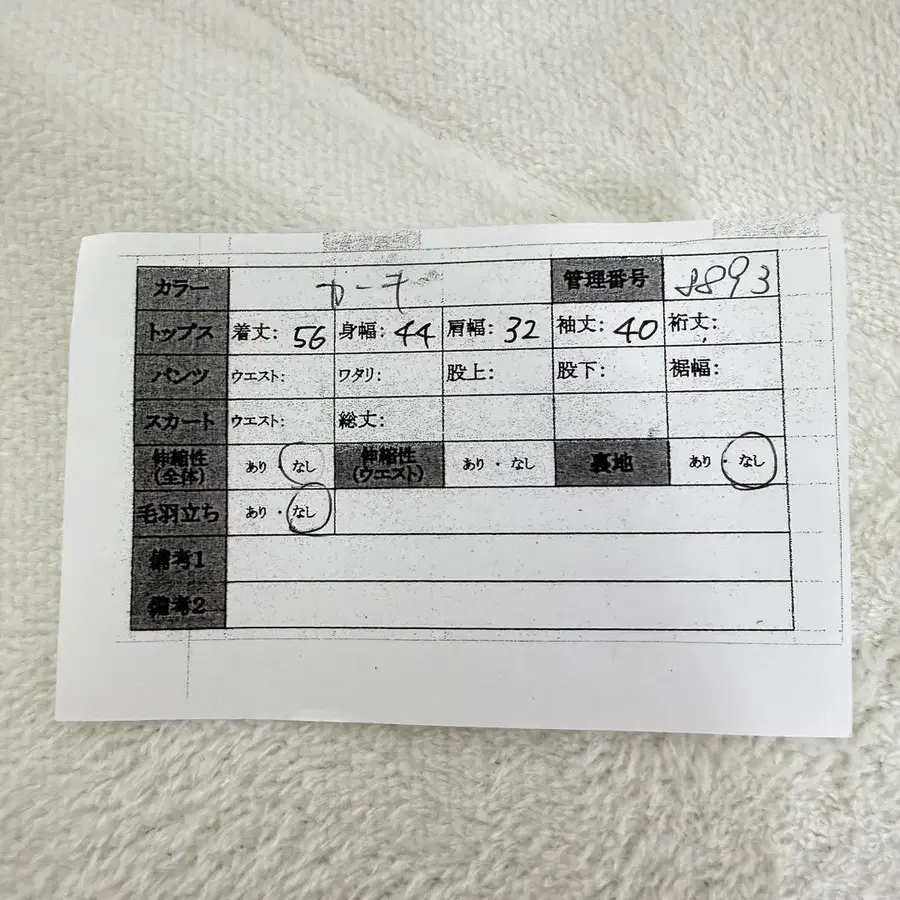 カラー カーキ 管理番号 8893
トップス 着丈: 56 身幅: 44 肩幅: 32 袖丈: 40 裄丈:
パンツ ウエスト: ワタリ: 股上: 股下: 裾幅:
スカート ウエスト: 総丈:
伸縮性 (全体) あり ・ なし 伸縮性 (ウエスト) あり ・ なし 裏地 あり ・ なし
毛羽立ち あり ・ なし
備考1
備考2